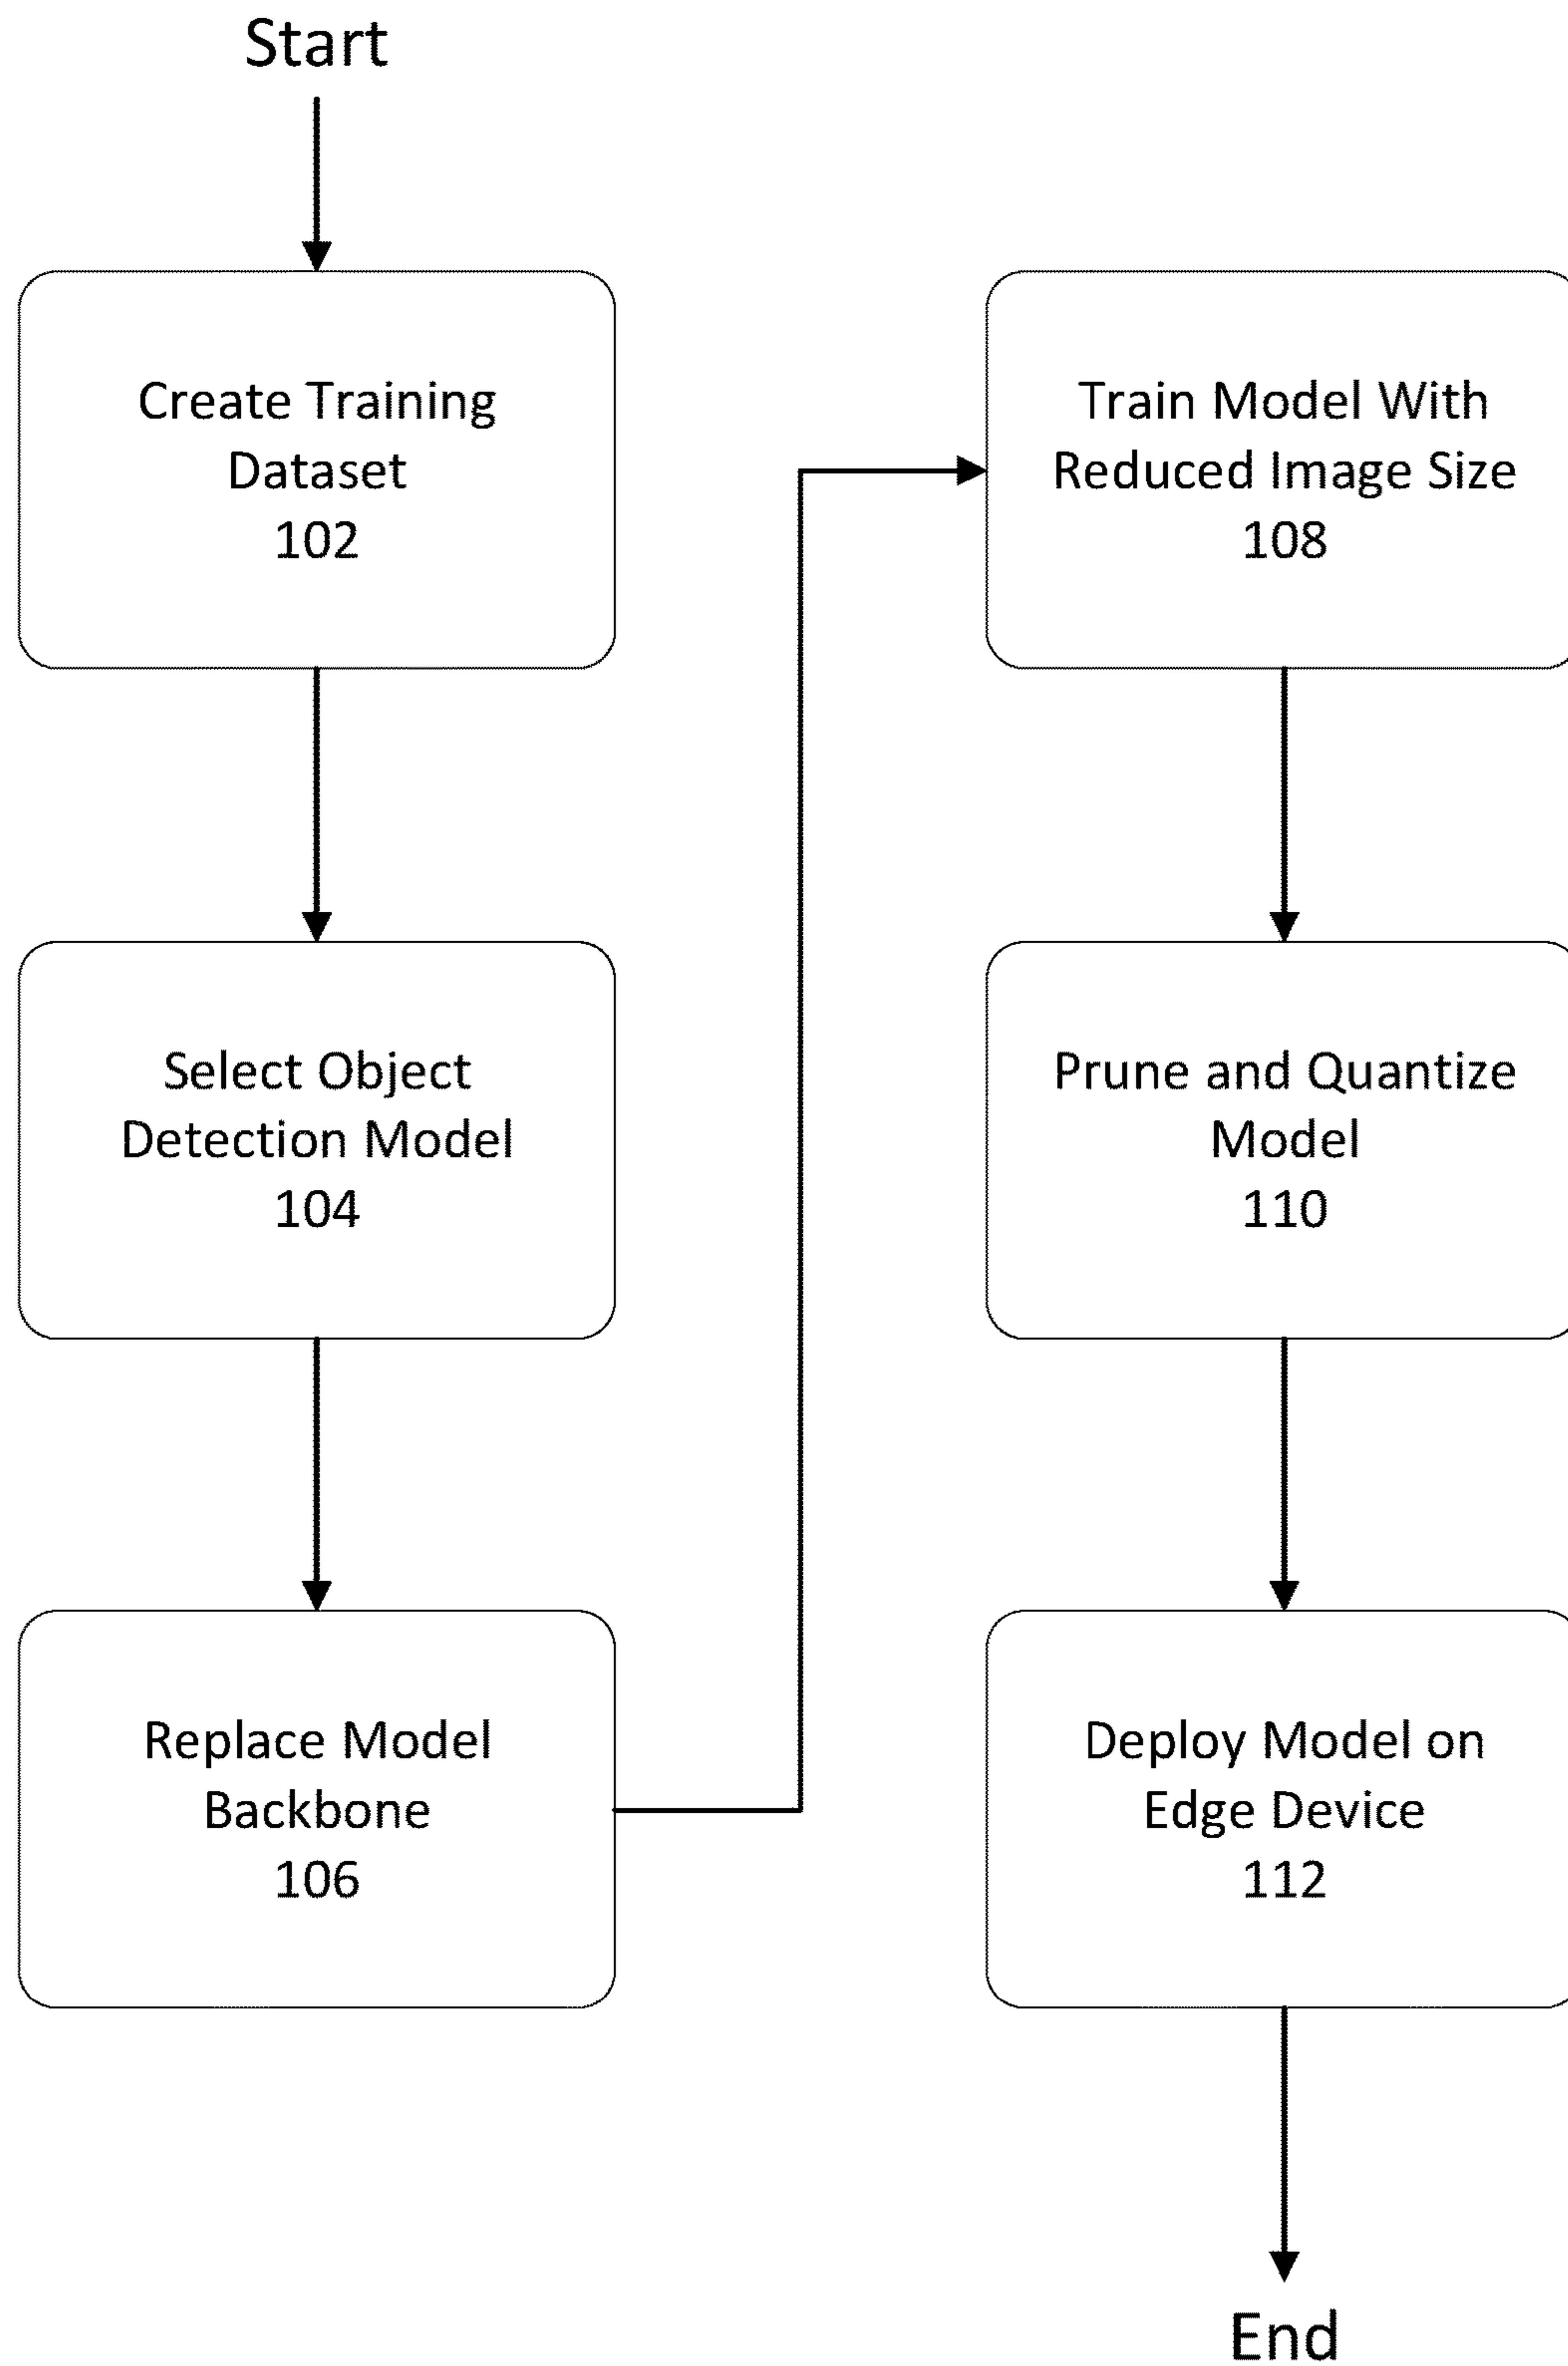 Start
Create Training
Dataset
102
Select Object
Detection Model
104
Replace Model
Backbone
106
Train Model With
Reduced Image Size
108
Prune and Quantize
Model
110
Deploy Model on
Edge Device
112
End